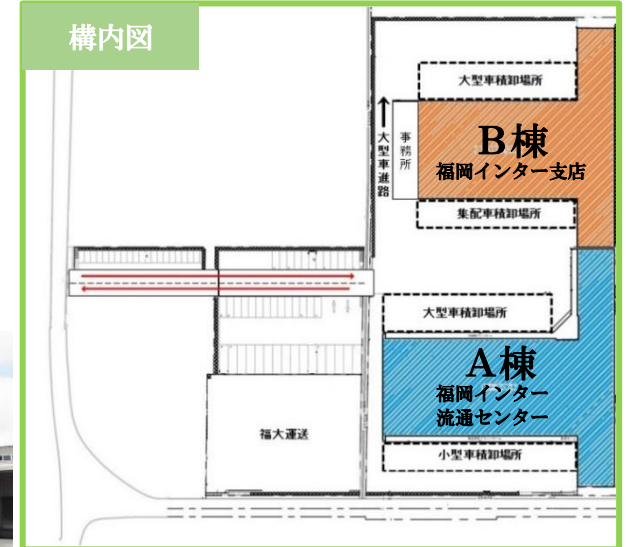 構内図
大型車積卸場所
大型車進路
事務所
B棟
福岡インター支店
集配車積卸場所
大型車積卸場所
A棟
福岡インター
流通センター
福大運送
小型車積卸場所